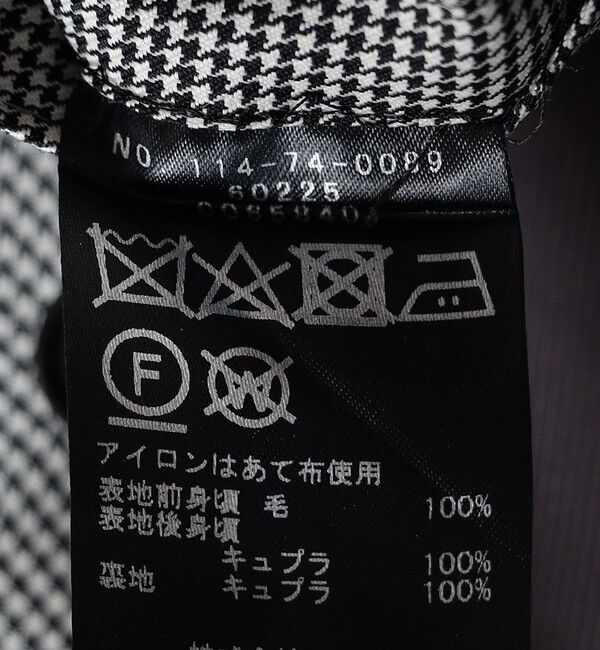 NO 114-74-0089
60225
F
W
アイロンはあて布使用
表地前身頃 毛 100%
表地後身頃
キュプラ 100%
裏地 キュプラ 100%